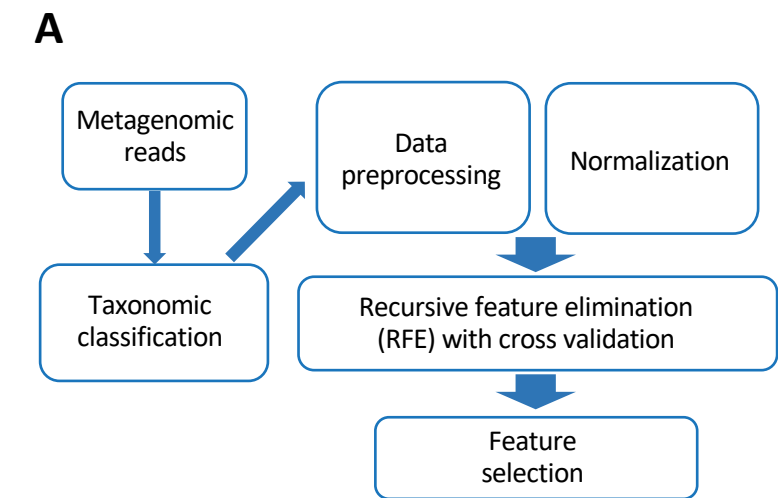 A
Metagenomic
reads
Taxonomic
classification
Data
preprocessing
Normalization
Recursive feature elimination
(RFE) with cross validation
Feature
selection